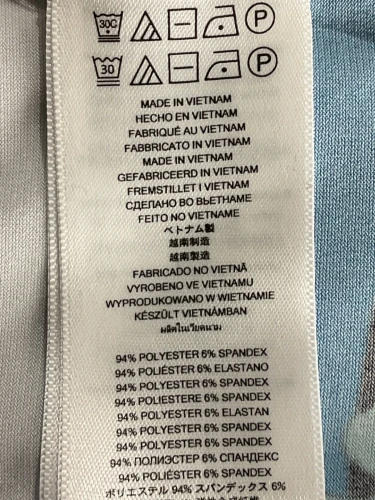 30C P
30 P
MADE IN VIETNAM
HECHO EN VIETNAM
FABRIQUÉ AU VIETNAM
FABBRICATO IN VIETNAM
MADE IN VIETNAM
GEFABRICEERD IN VIETNAM
FREMSTILLET I VIETNAM
СДЕЛАНО ВО ВЬЕТНАМЕ
FEITO NO VIETNAME
ベトナム製
越南制造
越南製造
FABRICADO NO VIETNÃ
VYROBENO VE VIETNAMU
WYPRODUKOWANO W WIETNAMIE
KÉSZÜLT VIETNÁMBAN
ผลิตในเวียดนาม
94% POLYESTER 6% SPANDEX
94% POLIÉSTER 6% ELASTANO
94% POLYESTER 6% SPANDEX
94% POLIESTERE 6% SPANDEX
94% POLYESTER 6% ELASTAN
94% POLYESTER 6% SPANDEX
94% POLYESTER 6% SPANDEX
94% ПОЛИЭСТЕР 6% СПАНДЕКС
94% POLIÉSTER 6% SPANDEX
ポリエステル 94% スパンデックス 6%